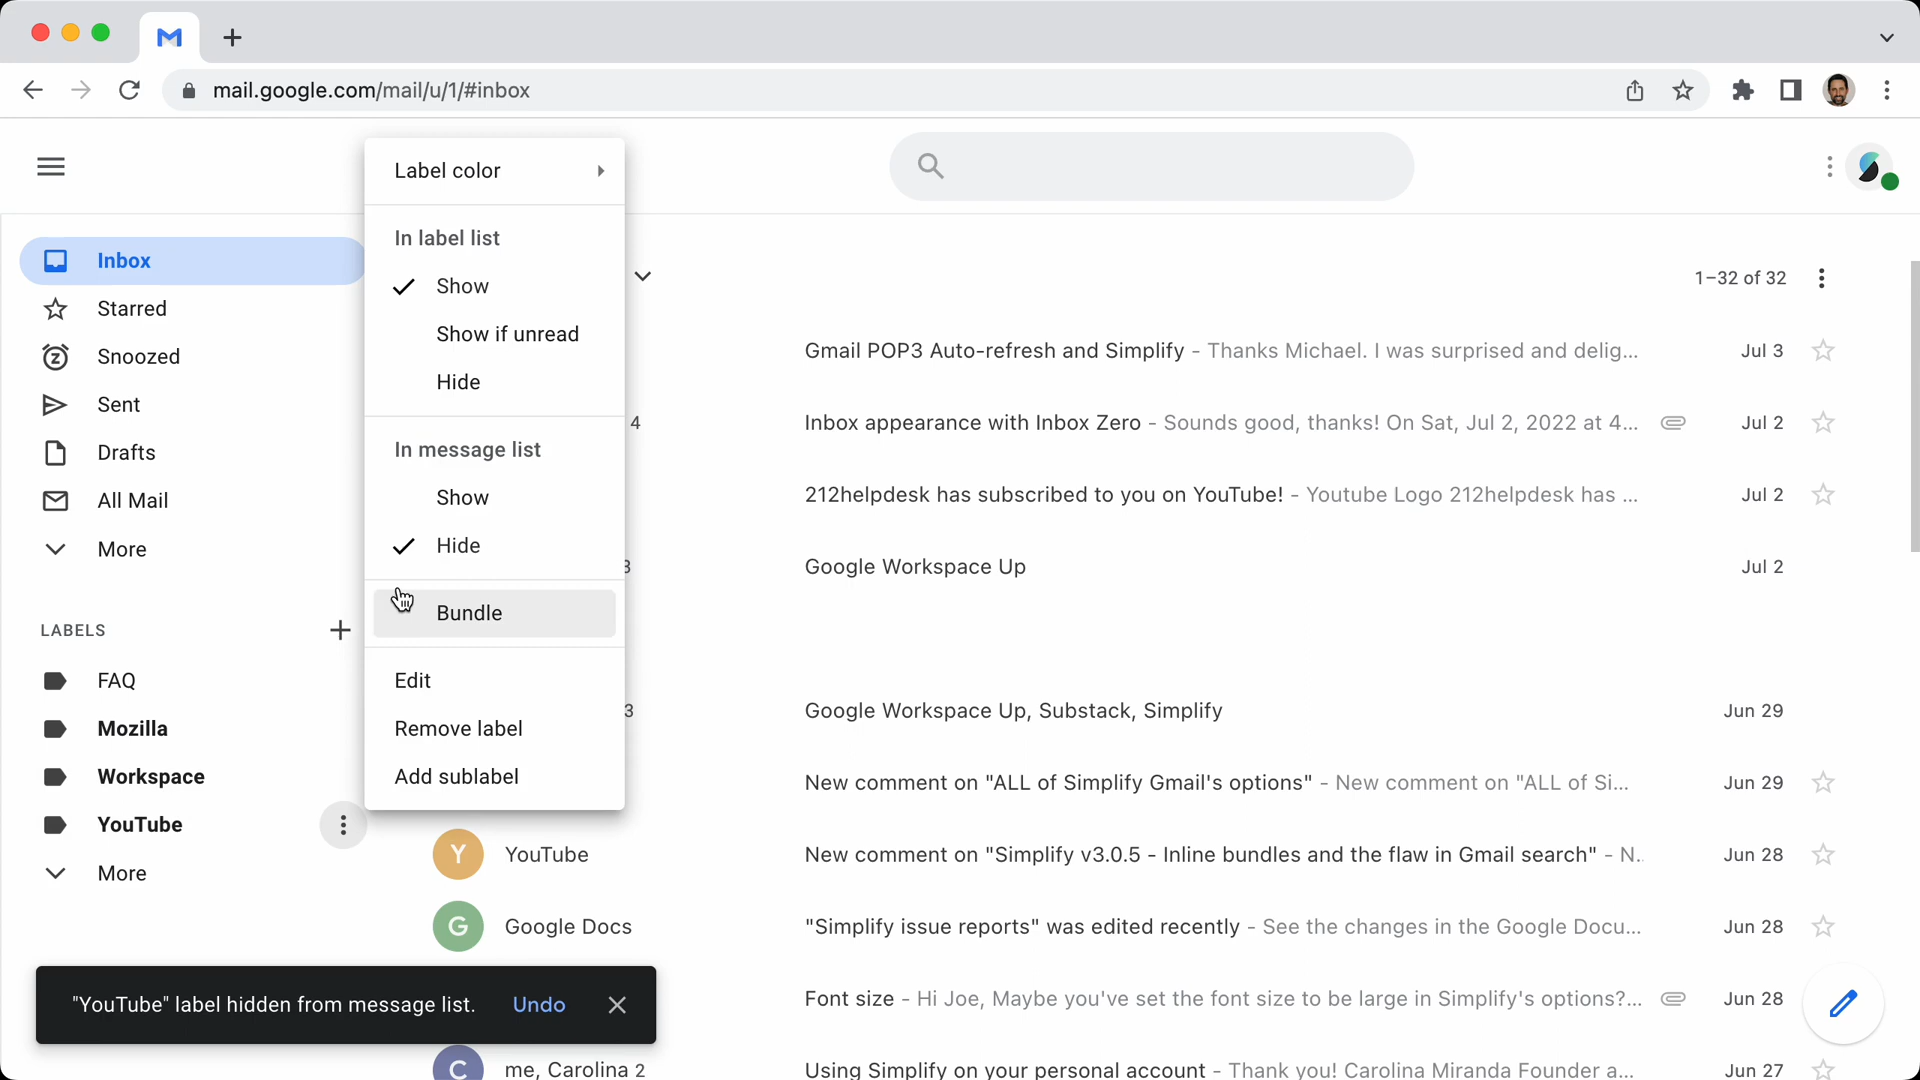 mail.google.com/mail/u/1/#inbox
Label color
In label list
Show
Show if unread
Hide
In message list
Show
Hide
Bundle
Edit
Remove label
Add sublabel
Inbox
Starred
Snoozed
Sent
Drafts
All Mail
More
LABELS
FAQ
Mozilla
Workspace
YouTube
More
1–32 of 32
Gmail POP3 Auto-refresh and Simplify - Thanks Michael. I was surprised and delig... Jul 3
4 Inbox appearance with Inbox Zero - Sounds good, thanks! On Sat, Jul 2, 2022 at 4... Jul 2
212helpdesk has subscribed to you on YouTube! - Youtube Logo 212helpdesk has ... Jul 2
3 Google Workspace Up Jul 2
3 Google Workspace Up, Substack, Simplify Jun 29
New comment on "ALL of Simplify Gmail's options" - New comment on "ALL of Si... Jun 29
Y YouTube New comment on "Simplify v3.0.5 - Inline bundles and the flaw in Gmail search" - N.. Jun 28
G Google Docs "Simplify issue reports" was edited recently - See the changes in the Google Docu... Jun 28
Font size - Hi Joe, Maybe you've set the font size to be large in Simplify's options?... Jun 28
C me, Carolina 2 Using Simplify on your personal account - Thank you! Carolina Miranda Founder a... Jun 27
"YouTube" label hidden from message list. Undo